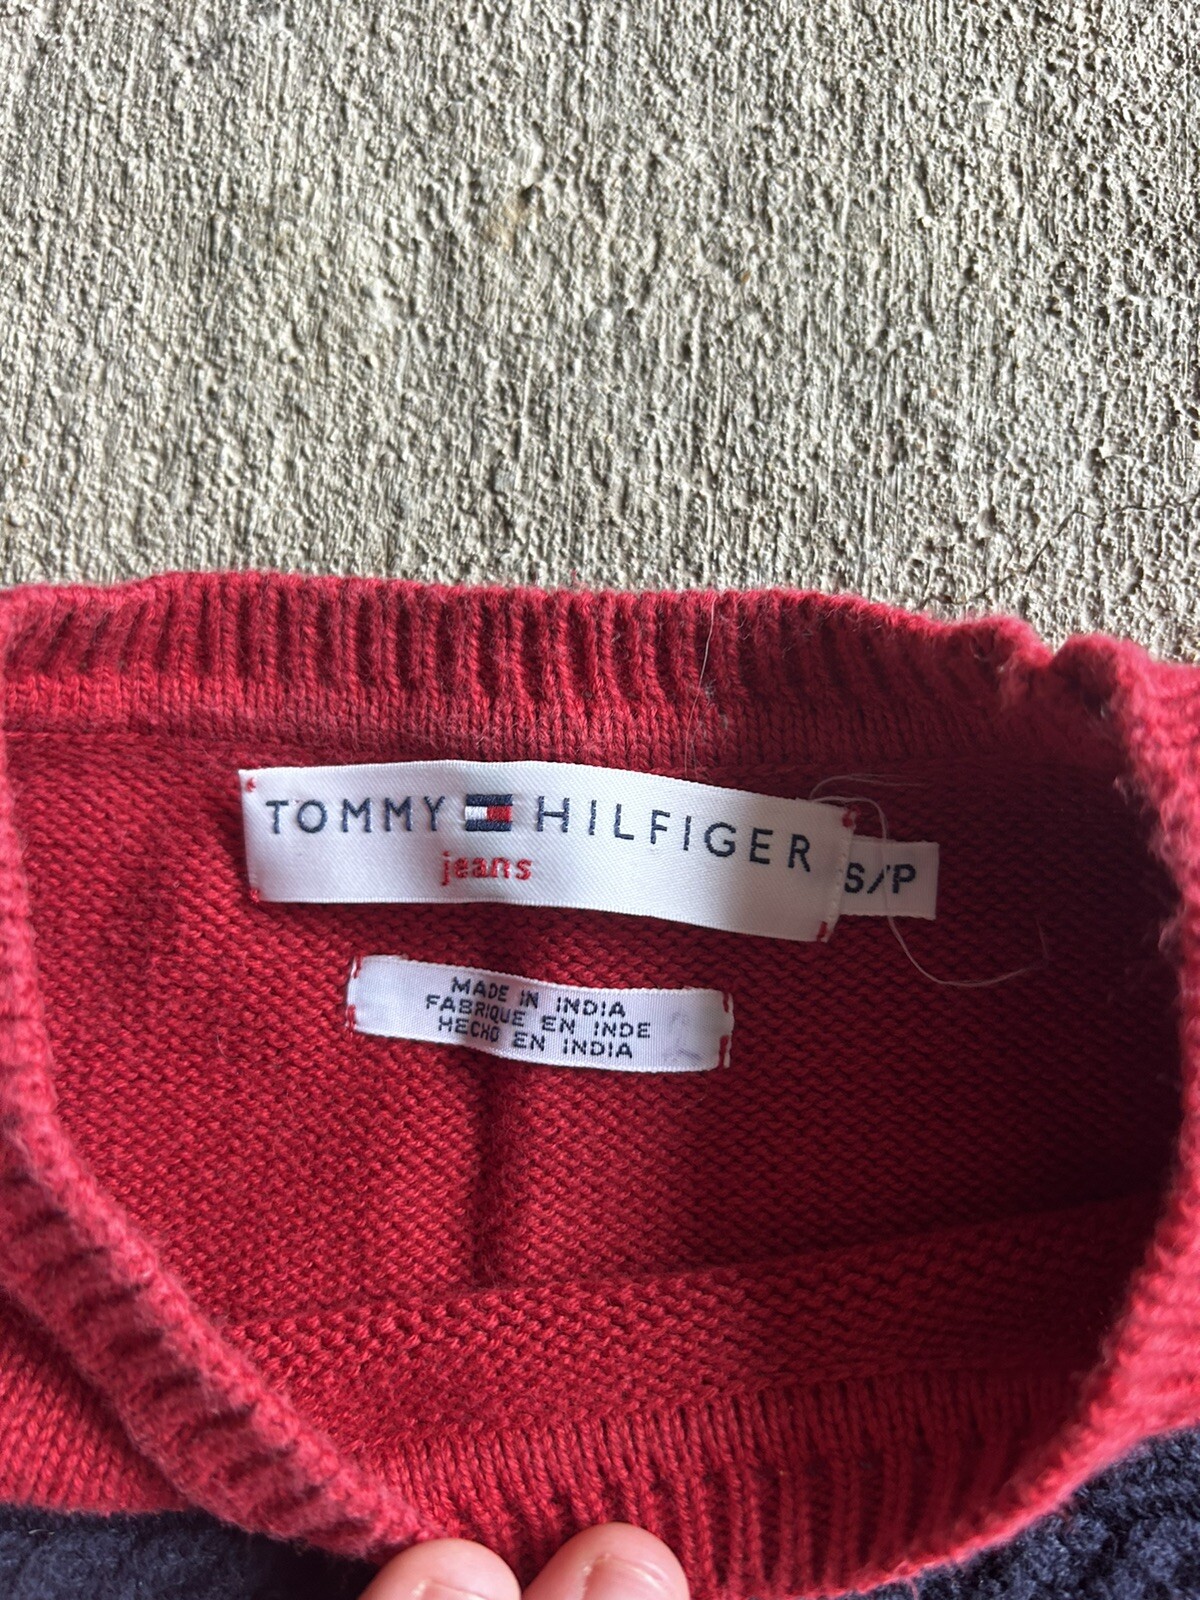 TOMMY HILFIGER
jeans
S/P
MADE IN INDIA
FABRIQUE EN INDE
HECHO EN INDIA